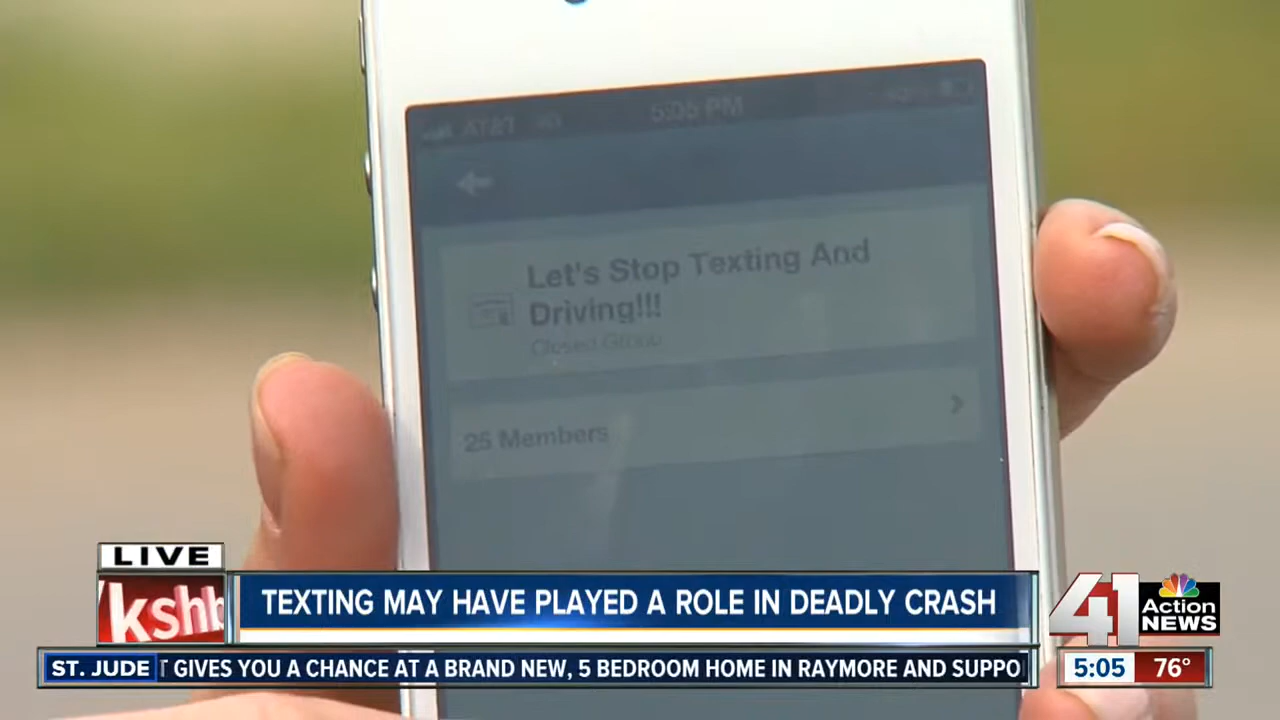 AT&T
5:05 PM
Let's Stop Texting And
Driving!!!
Closed Group
25 Members
LIVE
kshb
TEXTING MAY HAVE PLAYED A ROLE IN DEADLY CRASH
41 Action
NEWS
ST. JUDE T GIVES YOU A CHANCE AT A BRAND NEW, 5 BEDROOM HOME IN RAYMORE AND SUPPO
5:05 76°